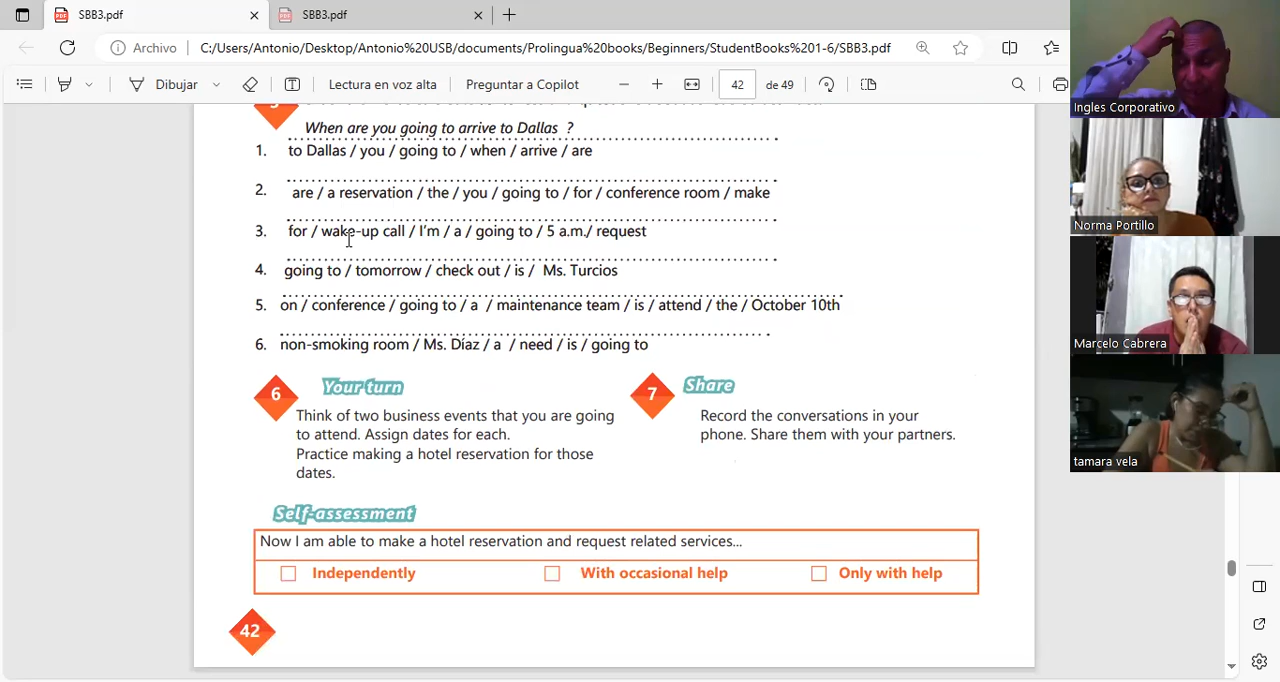 SBB3.pdf
SBB3.pdf
Archivo
C:/Users/Antonio/Desktop/Antonio%20USB/documents/Prolingua%20books/Beginners/StudentBooks%201-6/SBB3.pdf
Dibujar
Lectura en voz alta
Preguntar a Copilot
42
de 49
When are you going to arrive to Dallas ?
1. to Dallas / you / going to / when / arrive / are
2. are / a reservation / the / you / going to / for / conference room / make
3. for / wake-up call / I'm / a / going to / 5 a.m./ request
4. going to / tomorrow / check out / is / Ms. Turcios
5. on / conference / going to / a / maintenance team / is / attend / the / October 10th
6. non-smoking room / Ms. Díaz / a / need / is / going to
6 Your turn
Think of two business events that you are going
to attend. Assign dates for each.
Practice making a hotel reservation for those
dates.
7 Share
Record the conversations in your
phone. Share them with your partners.
Self-assessment
Now I am able to make a hotel reservation and request related services...
Independently
With occasional help
Only with help
42
Ingles Corporativo
Norma Portillo
Marcelo Cabrera
tamara vela